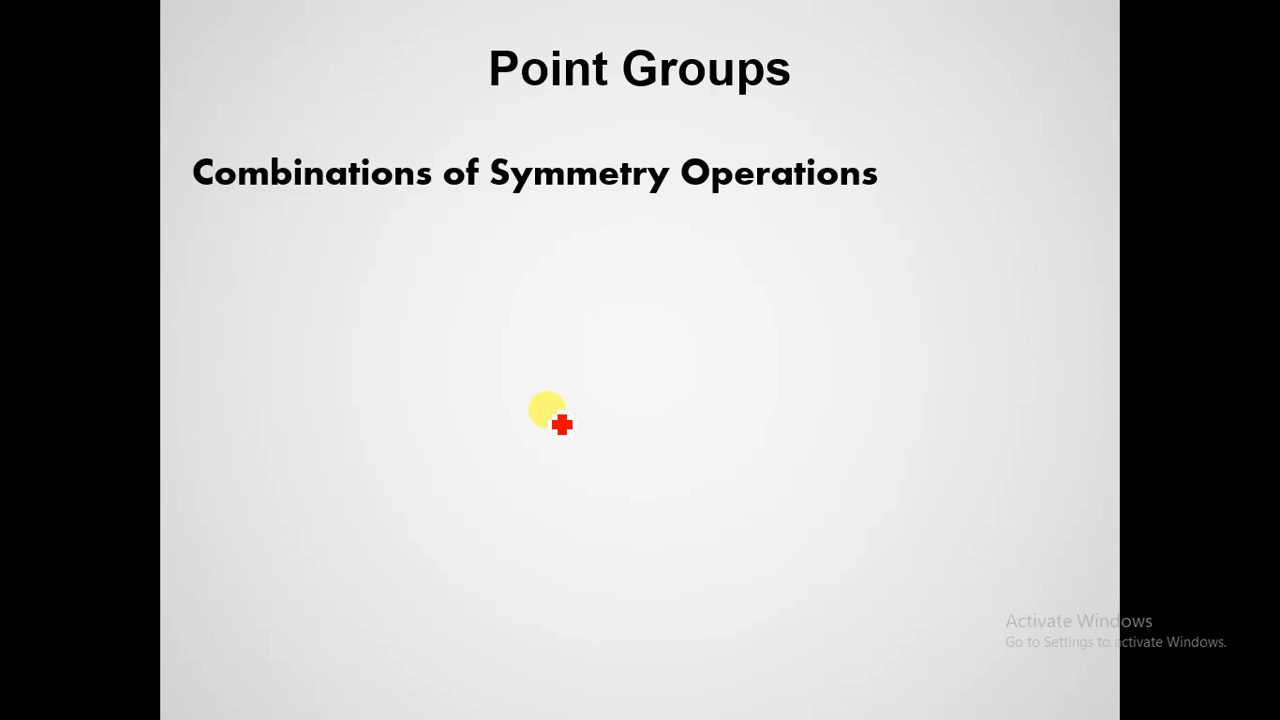 Point Groups
Combinations of Symmetry Operations
Activate Windows
Go to Settings to activate Windows.